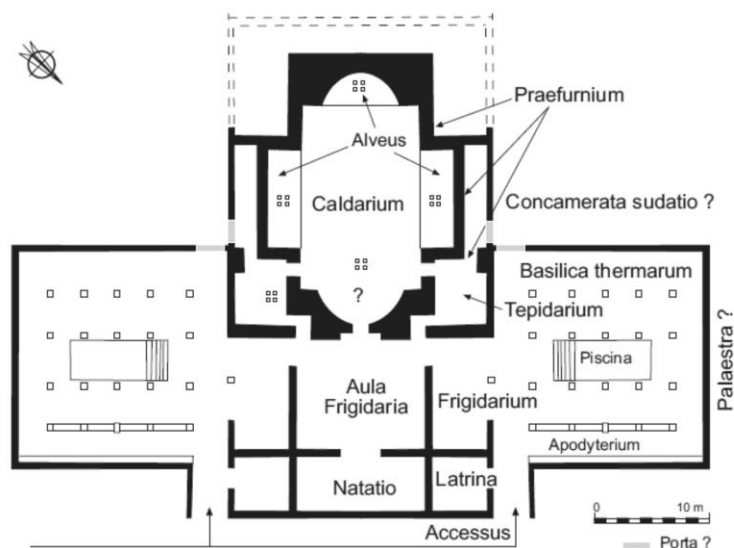 Praefurnium
Alveus
Caldarium
Concamerata sudatio ?
Basilica thermarum
?
Tepidarium
Palaestra ?
Piscina
Aula
Frigidaria
Frigidarium
Apodyterium
Natatio
Latrina
Accessus
0 10 m
Porta ?